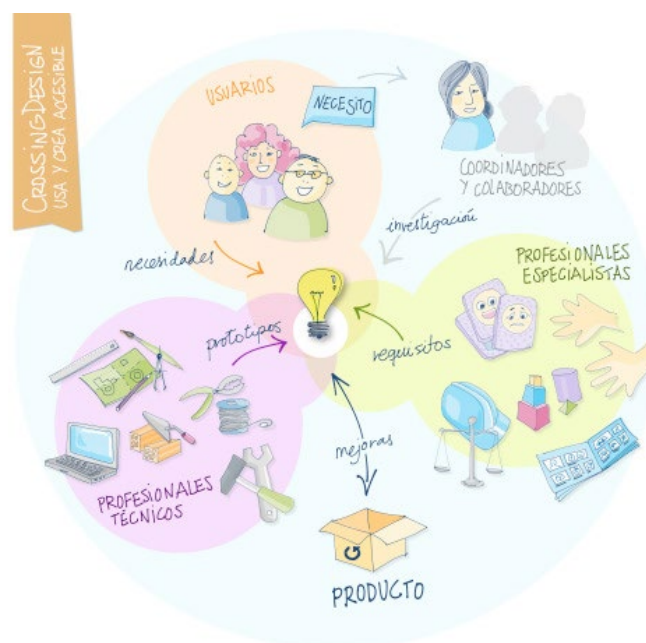 CROSSINGDESIGN
USA Y CREA ACCESIBLE
USUARIOS
NECESITO
COORDINADORES
Y COLABORADORES
investigación
necesidades
PROFESIONALES
ESPECIALISTAS
prototipos
requisitos
mejoras
PROFESIONALES
TÉCNICOS
PRODUCTO